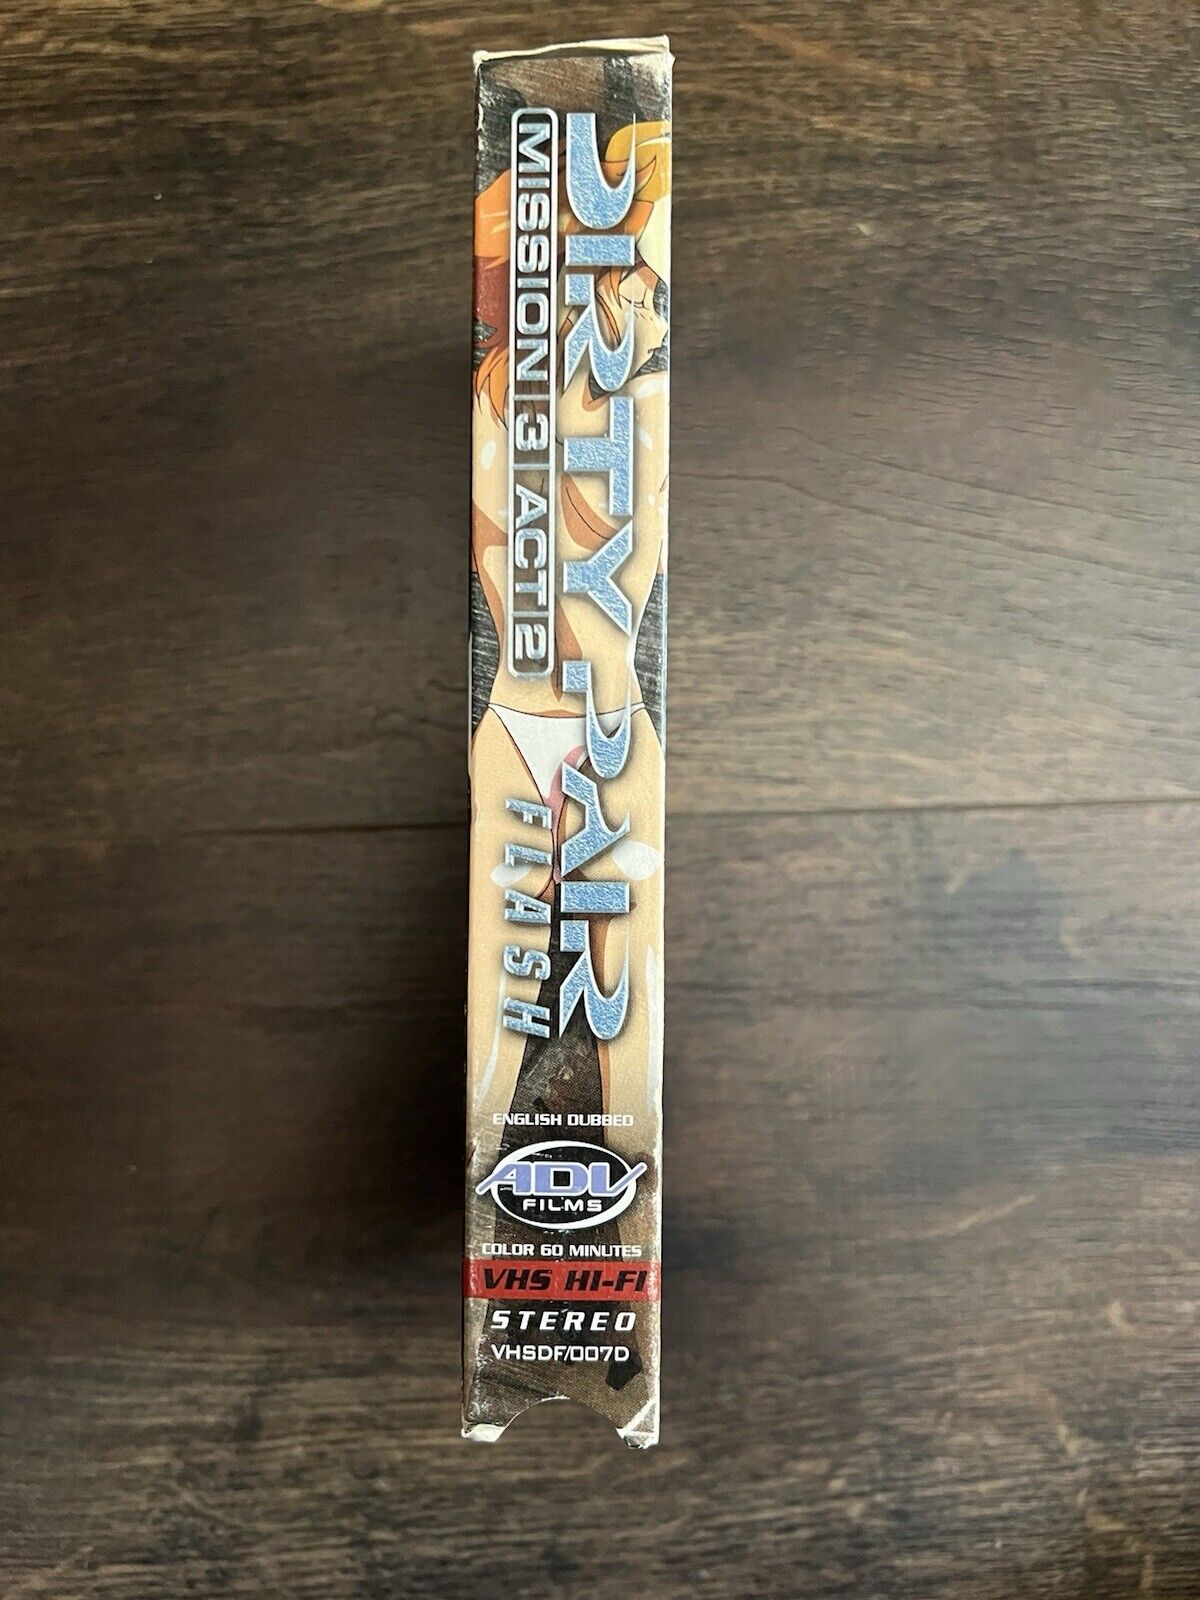 DIRTY PAIR
FLASH
MISSION 3 ACT 2
ENGLISH DUBBED
ADV
FILMS
COLOR 60 MINUTES
VHS HI-FI
STEREO
VHSDF/007D